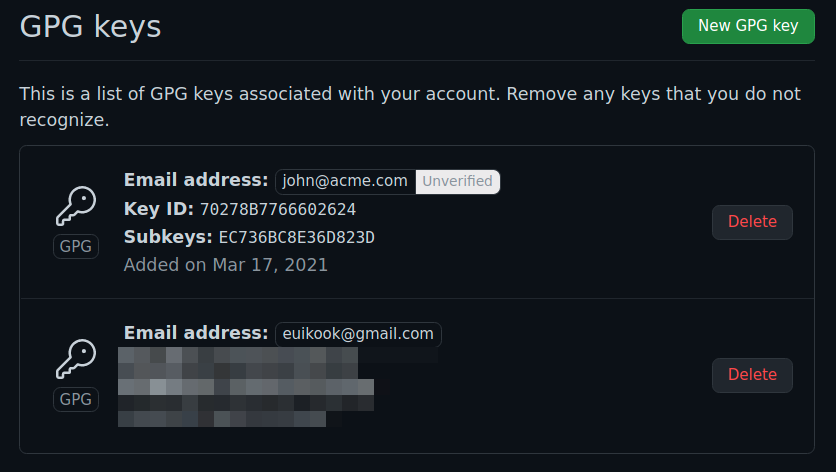 GPG keys
New GPG key
This is a list of GPG keys associated with your account. Remove any keys that you do not
recognize.
Email address: john@acme.com Unverified
Key ID: 70278B7766602624
Subkeys: EC736BC8E36D823D
Added on Mar 17, 2021
GPG
Delete
Email address: euikook@gmail.com
GPG
Delete